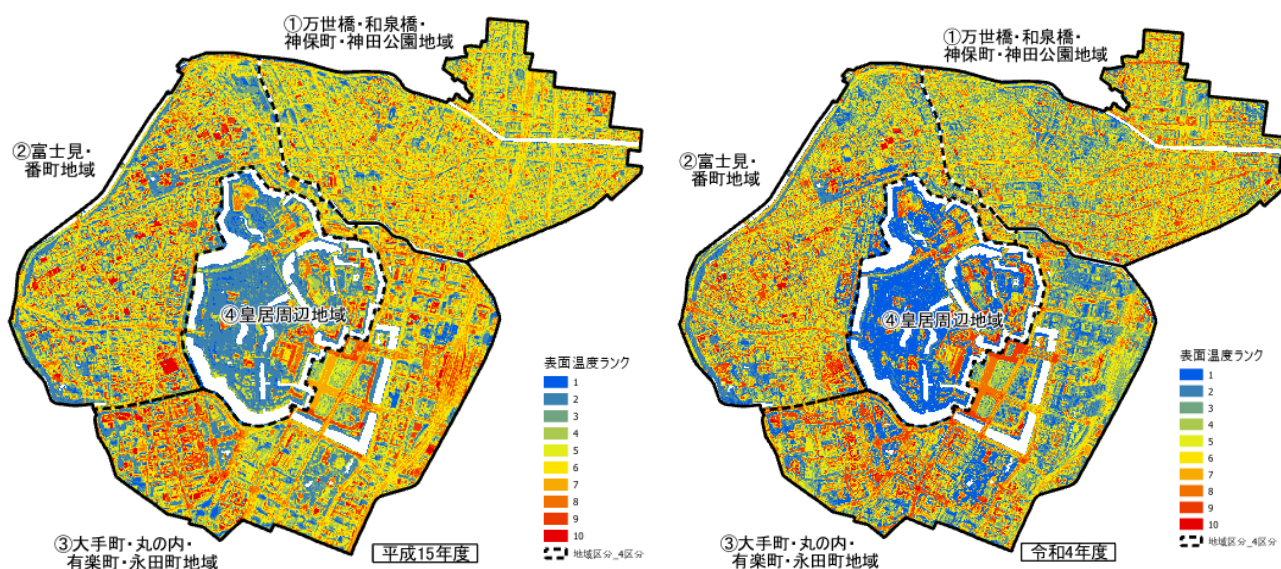 ①万世橋・和泉橋・
神保町・神田公園地域
②富士見・
番町地域
④皇居周辺地域
③大手町・丸の内・
有楽町・永田町地域
平成15年度
表面温度ランク
1
2
3
4
5
6
7
8
9
10
地域区分_4区分
①万世橋・和泉橋・
神保町・神田公園地域
②富士見・
番町地域
④皇居周辺地域
③大手町・丸の内・
有楽町・永田町地域
令和4年度
表面温度ランク
1
2
3
4
5
6
7
8
9
10
地域区分_4区分